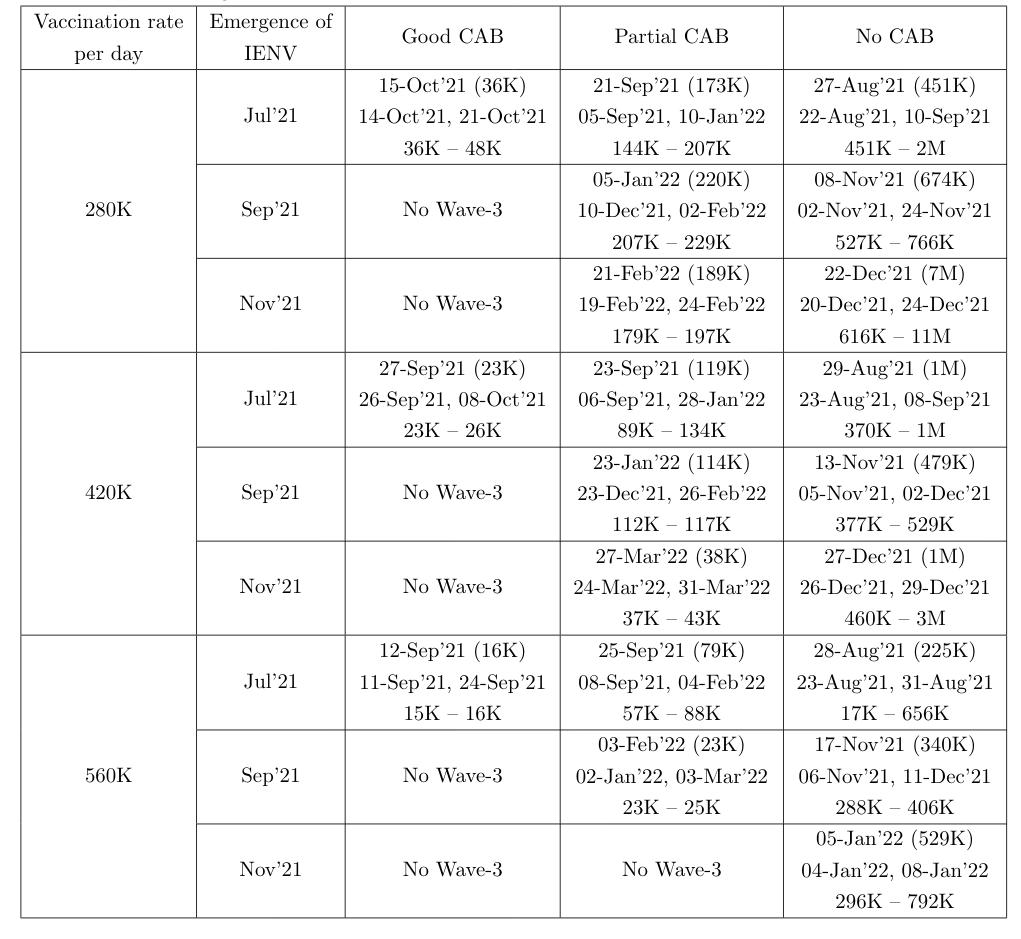 Vaccination rate per day | Emergence of IENV | Good CAB | Partial CAB | No CAB
280K
Jul'21
15-Oct'21 (36K)
14-Oct'21, 21-Oct'21
36K – 48K
21-Sep'21 (173K)
05-Sep'21, 10-Jan'22
144K – 207K
27-Aug'21 (451K)
22-Aug'21, 10-Sep'21
451K – 2M
Sep'21
No Wave-3
05-Jan'22 (220K)
10-Dec'21, 02-Feb'22
207K – 229K
08-Nov'21 (674K)
02-Nov'21, 24-Nov'21
527K – 766K
Nov'21
No Wave-3
21-Feb'22 (189K)
19-Feb'22, 24-Feb'22
179K – 197K
22-Dec'21 (7M)
20-Dec'21, 24-Dec'21
616K – 11M
420K
Jul'21
27-Sep'21 (23K)
26-Sep'21, 08-Oct'21
23K – 26K
23-Sep'21 (119K)
06-Sep'21, 28-Jan'22
89K – 134K
29-Aug'21 (1M)
23-Aug'21, 08-Sep'21
370K – 1M
Sep'21
No Wave-3
23-Jan'22 (114K)
23-Dec'21, 26-Feb'22
112K – 117K
13-Nov'21 (479K)
05-Nov'21, 02-Dec'21
377K – 529K
Nov'21
No Wave-3
27-Mar'22 (38K)
24-Mar'22, 31-Mar'22
37K – 43K
27-Dec'21 (1M)
26-Dec'21, 29-Dec'21
460K – 3M
560K
Jul'21
12-Sep'21 (16K)
11-Sep'21, 24-Sep'21
15K – 16K
25-Sep'21 (79K)
08-Sep'21, 04-Feb'22
57K – 88K
28-Aug'21 (225K)
23-Aug'21, 31-Aug'21
17K – 656K
Sep'21
No Wave-3
03-Feb'22 (23K)
02-Jan'22, 03-Mar'22
23K – 25K
17-Nov'21 (340K)
06-Nov'21, 11-Dec'21
288K – 406K
Nov'21
No Wave-3
No Wave-3
05-Jan'22 (529K)
04-Jan'22, 08-Jan'22
296K – 792K